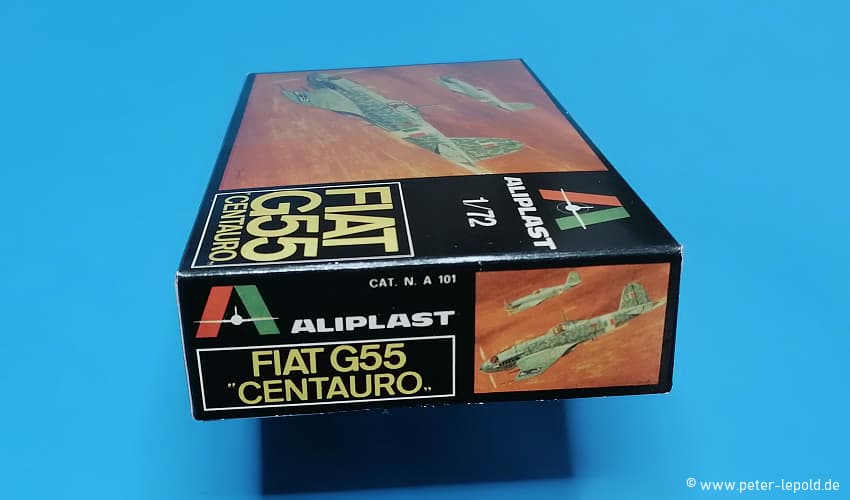 FIAT
G55
"CENTAURO„
1/72
ALIPLAST
CAT. N. A 101
ALIPLAST
FIAT G55
"CENTAURO„
© www.peter-lepold.de